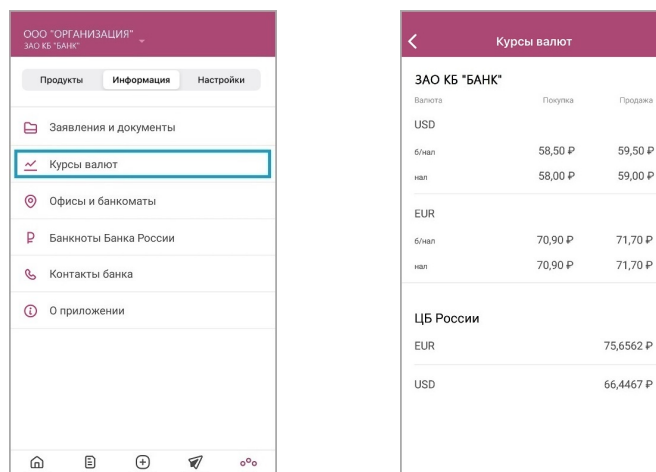 ООО "ОРГАНИЗАЦИЯ"
ЗАО КБ "БАНК"
Продукты Информация Настройки
Заявления и документы
Курсы валют
Офисы и банкоматы
Банкноты Банка России
Контакты банка
О приложении
Курсы валют
ЗАО КБ "БАНК"
Валюта Покупка Продажа
USD
б/нал 58,50 ₽ 59,50 ₽
нал 58,00 ₽ 59,00 ₽
EUR
б/нал 70,90 ₽ 71,70 ₽
нал 70,90 ₽ 71,70 ₽
ЦБ России
EUR 75,6562 ₽
USD 66,4467 ₽